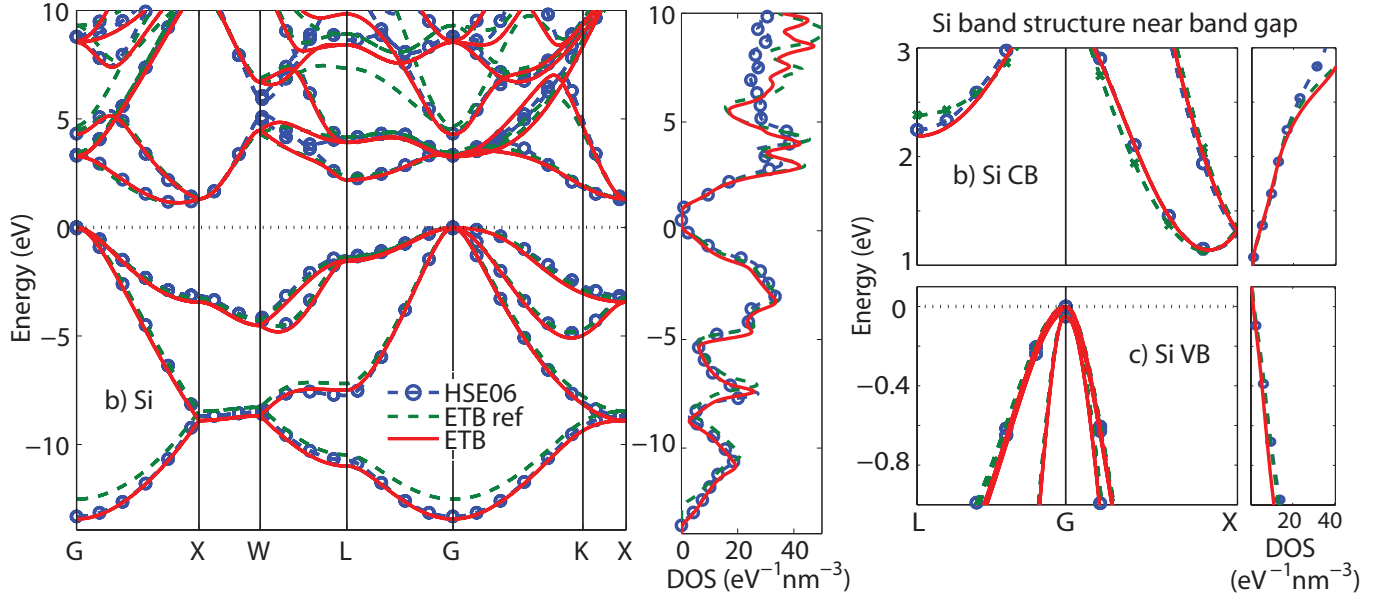 10
5
0
−5
−10
Energy (eV)
b) Si
HSE06
ETB ref
ETB
G
X
W
L
G
K
X
10
5
0
−5
−10
0
20
40
DOS (eV⁻¹nm⁻³)
Si band structure near band gap
3
2
1
b) Si CB
Energy (eV)
0
−0.4
−0.8
c) Si VB
L
G
X
20
40
DOS
(eV⁻¹nm⁻³)